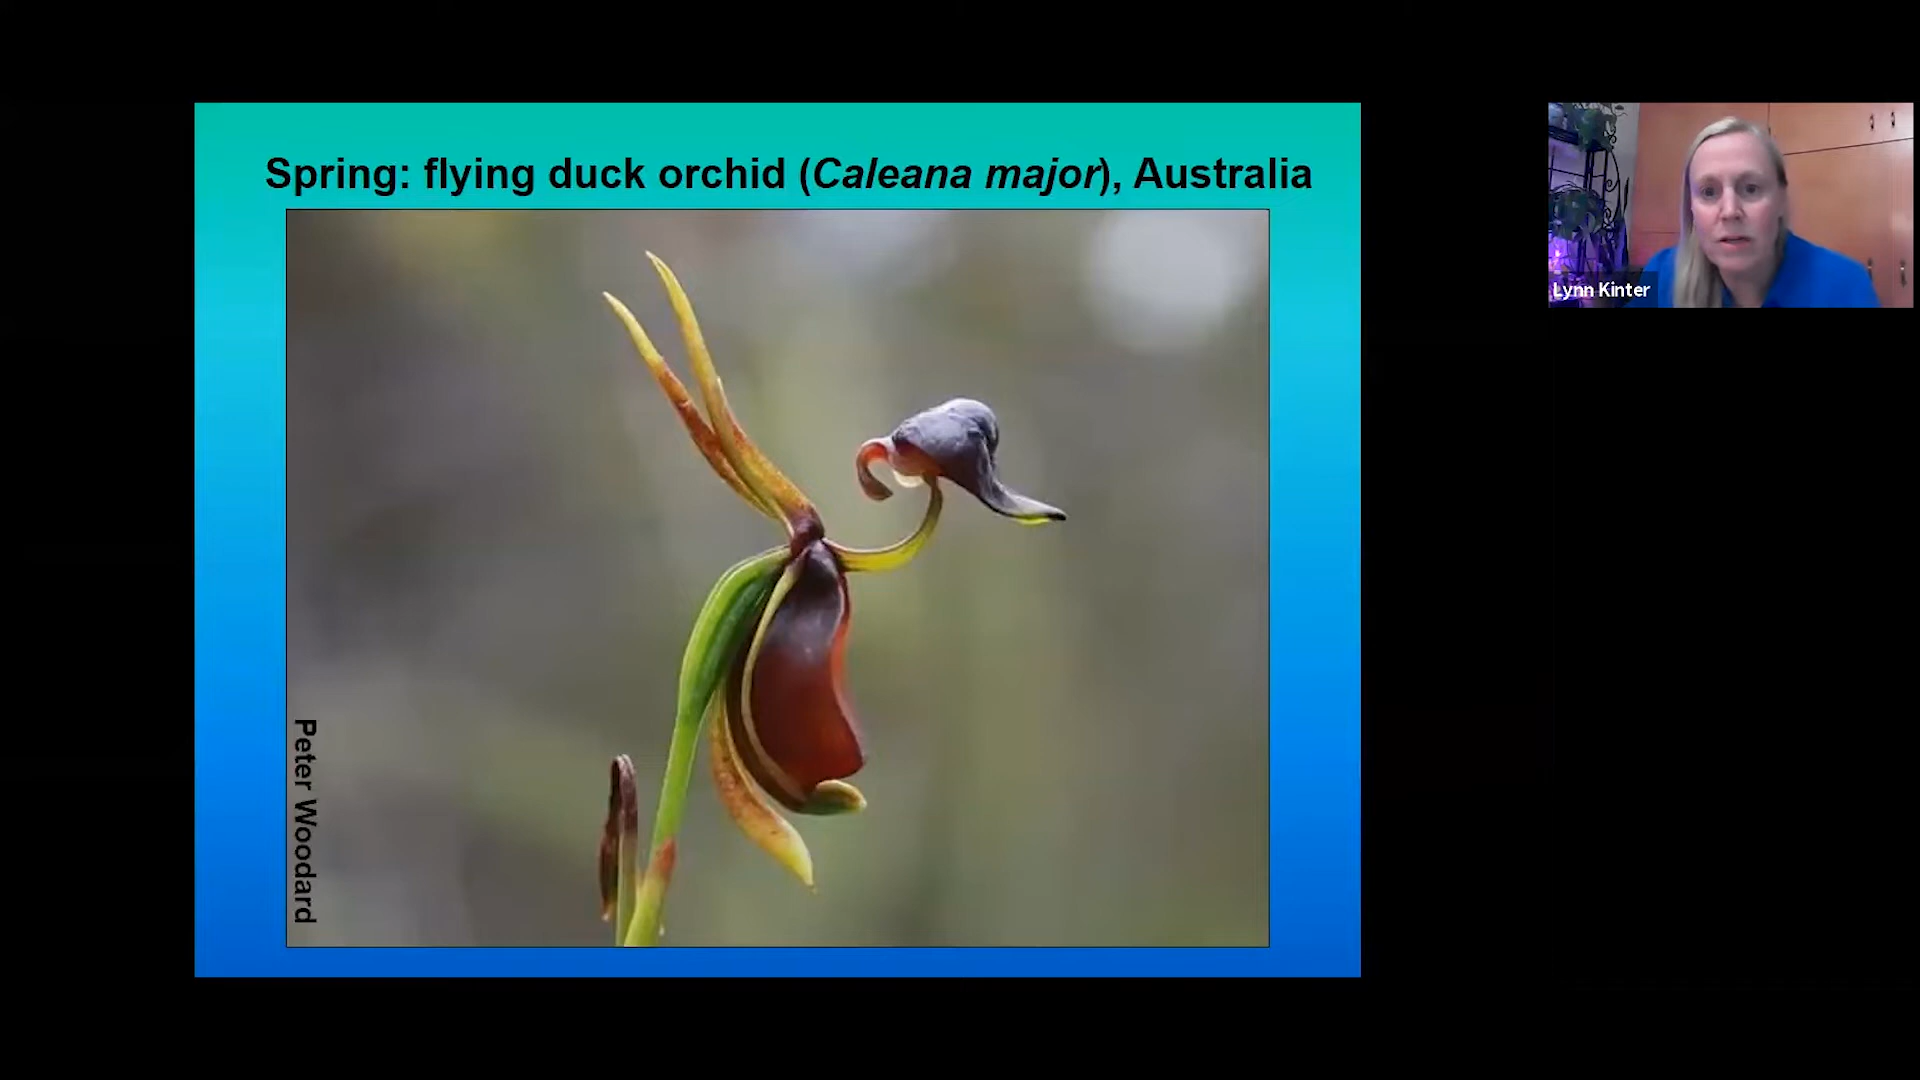 Spring: flying duck orchid (Caleana major), Australia
Peter Woodard
Lynn Kinter